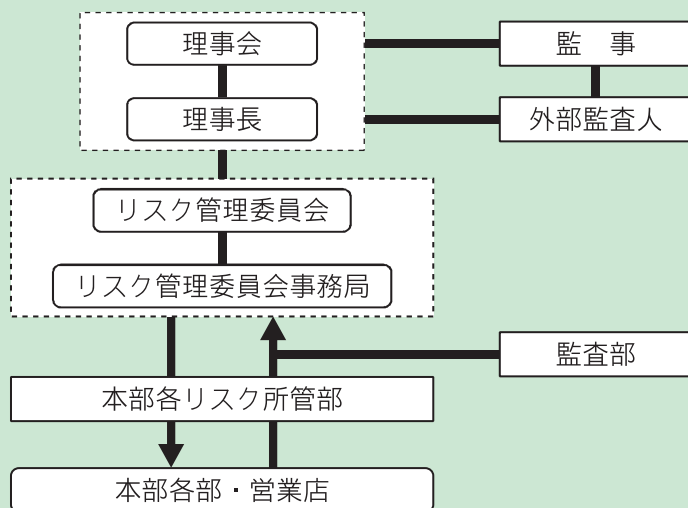 理事会
監　事
理事長
外部監査人
リスク管理委員会
リスク管理委員会事務局
監査部
本部各リスク所管部
本部各部・営業店